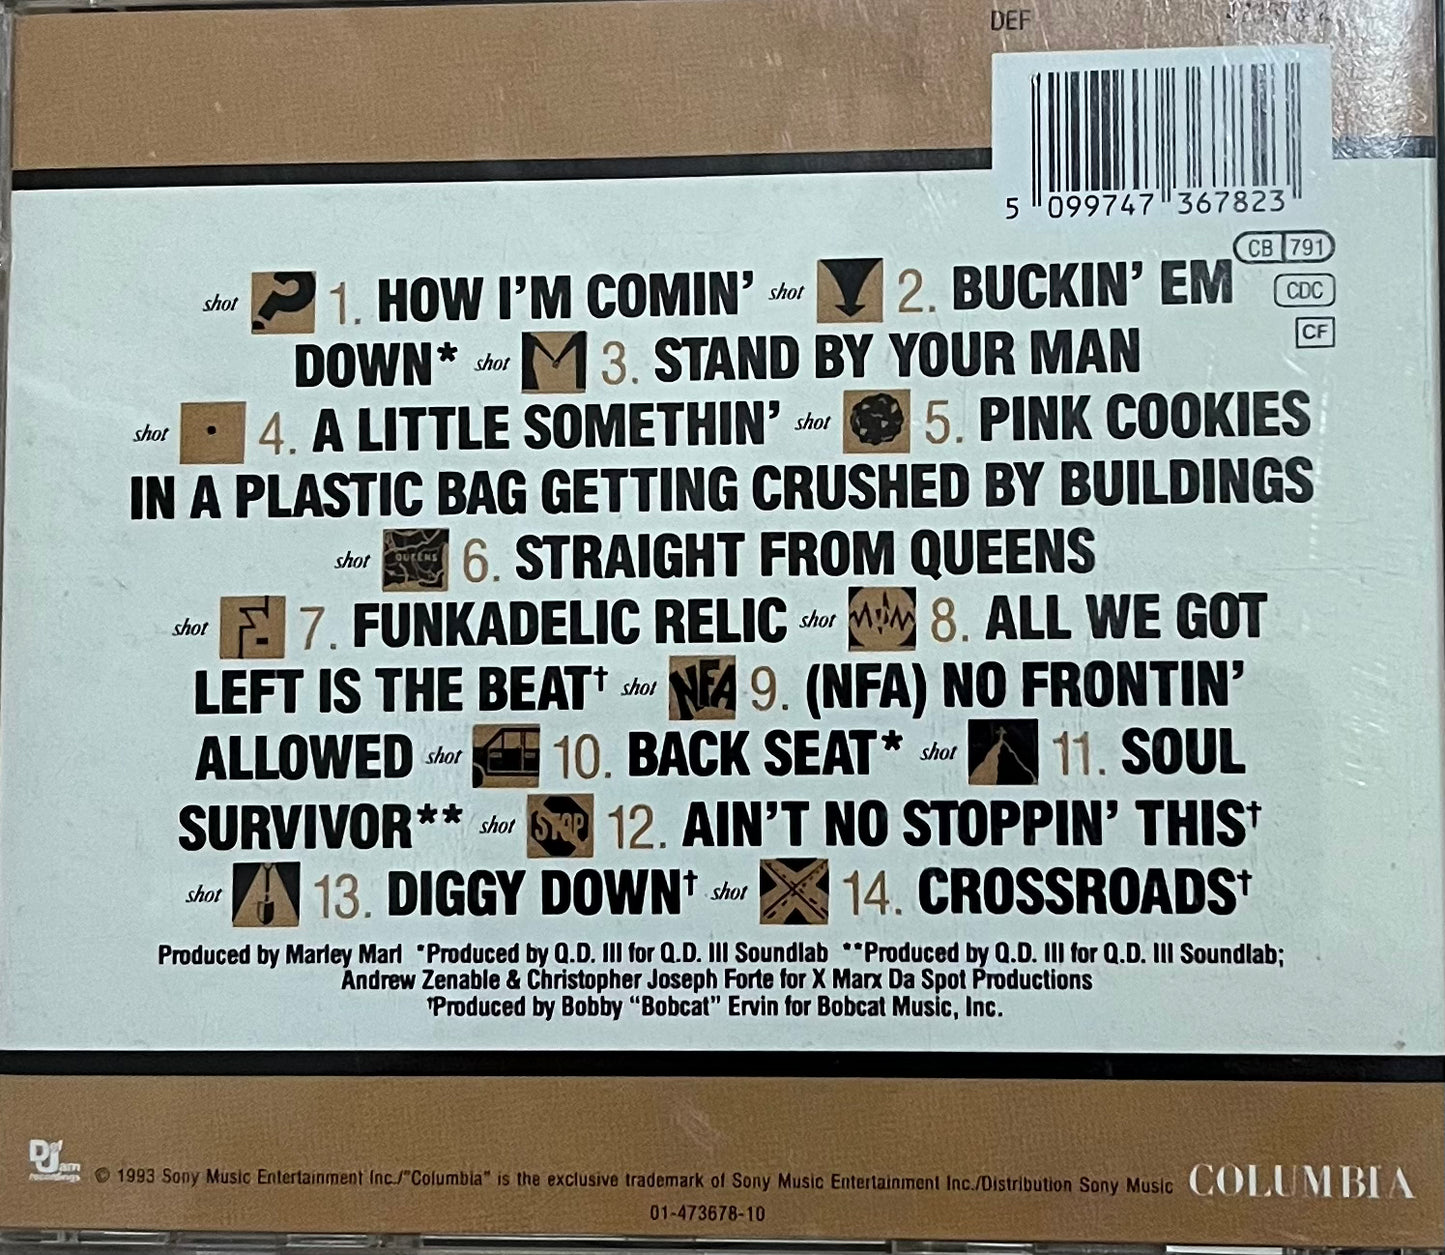 DEF
5 099747 367823
CB 791
CDC
CF
shot 1. HOW I'M COMIN' shot 2. BUCKIN' EM
DOWN* shot 3. STAND BY YOUR MAN
shot 4. A LITTLE SOMETHIN' shot 5. PINK COOKIES
IN A PLASTIC BAG GETTING CRUSHED BY BUILDINGS
shot QUEENS 6. STRAIGHT FROM QUEENS
shot 7. FUNKADELIC RELIC shot 8. ALL WE GOT
LEFT IS THE BEAT† shot NFA 9. (NFA) NO FRONTIN'
ALLOWED shot 10. BACK SEAT* shot 11. SOUL
SURVIVOR** shot STOP 12. AIN'T NO STOPPIN' THIS†
shot 13. DIGGY DOWN† shot 14. CROSSROADS†
Produced by Marley Marl *Produced by Q.D. III for Q.D. III Soundlab **Produced by Q.D. III for Q.D. III Soundlab;
Andrew Zenable & Christopher Joseph Forte for X Marx Da Spot Productions
†Produced by Bobby "Bobcat" Ervin for Bobcat Music, Inc.
Def Jam recordings © 1993 Sony Music Entertainment Inc./"Columbia" is the exclusive trademark of Sony Music Entertainment Inc./Distribution Sony Music COLUMBIA
01-473678-10